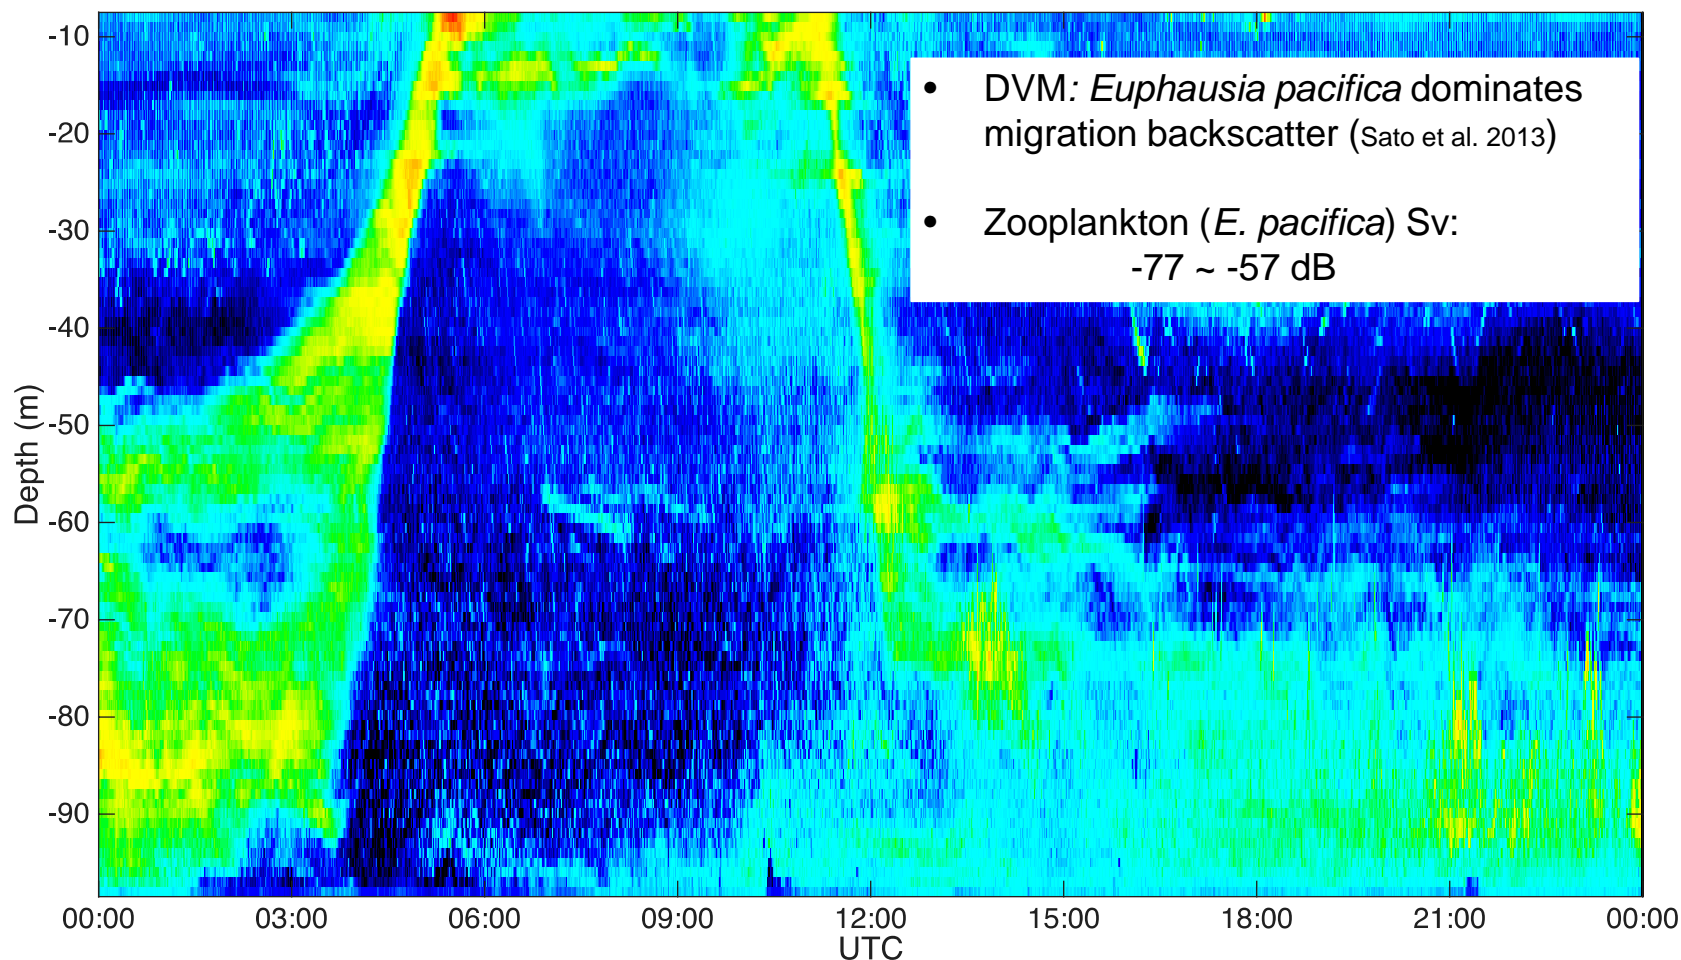 -10
-20
-30
-40
-50
-60
-70
-80
-90
Depth (m)
• DVM: Euphausia pacifica dominates
migration backscatter (Sato et al. 2013)
• Zooplankton (E. pacifica) Sv:
-77 ~ -57 dB
00:00 03:00 06:00 09:00 12:00 15:00 18:00 21:00 00:00
UTC